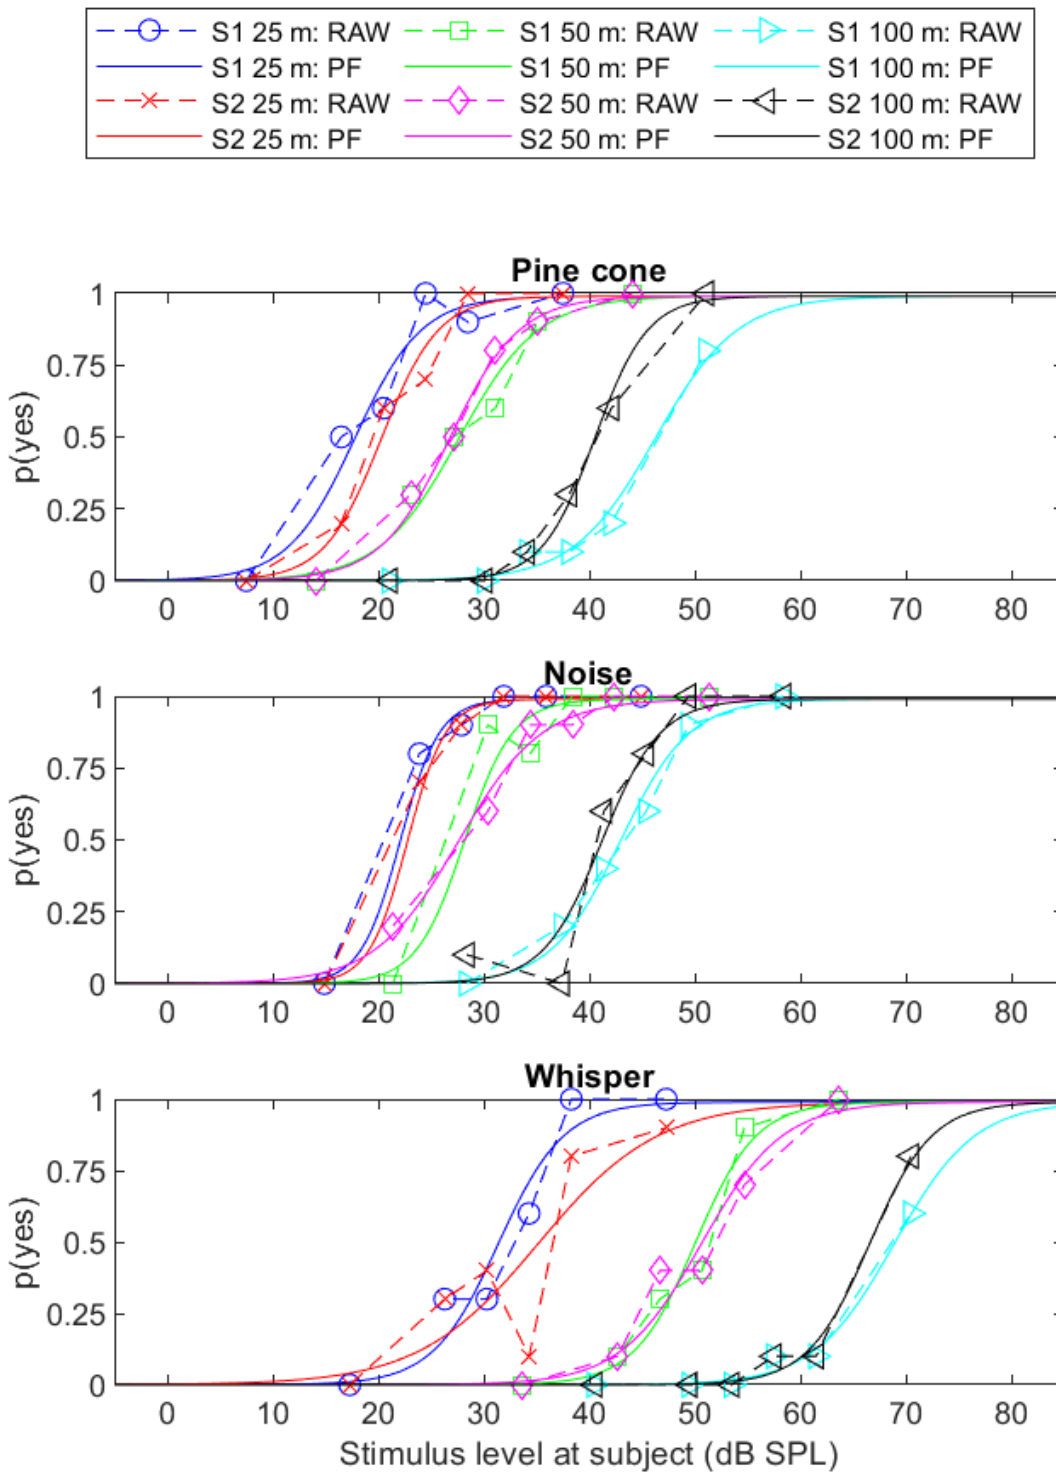 S1 25 m: RAW S1 50 m: RAW S1 100 m: RAW
S1 25 m: PF S1 50 m: PF S1 100 m: PF
S2 25 m: RAW S2 50 m: RAW S2 100 m: RAW
S2 25 m: PF S2 50 m: PF S2 100 m: PF
Pine cone
1
0.75
0.5
0.25
0
p(yes)
0 10 20 30 40 50 60 70 80
Noise
1
0.75
0.5
0.25
0
p(yes)
0 10 20 30 40 50 60 70 80
Whisper
1
0.75
0.5
0.25
0
p(yes)
0 10 20 30 40 50 60 70 80
Stimulus level at subject (dB SPL)